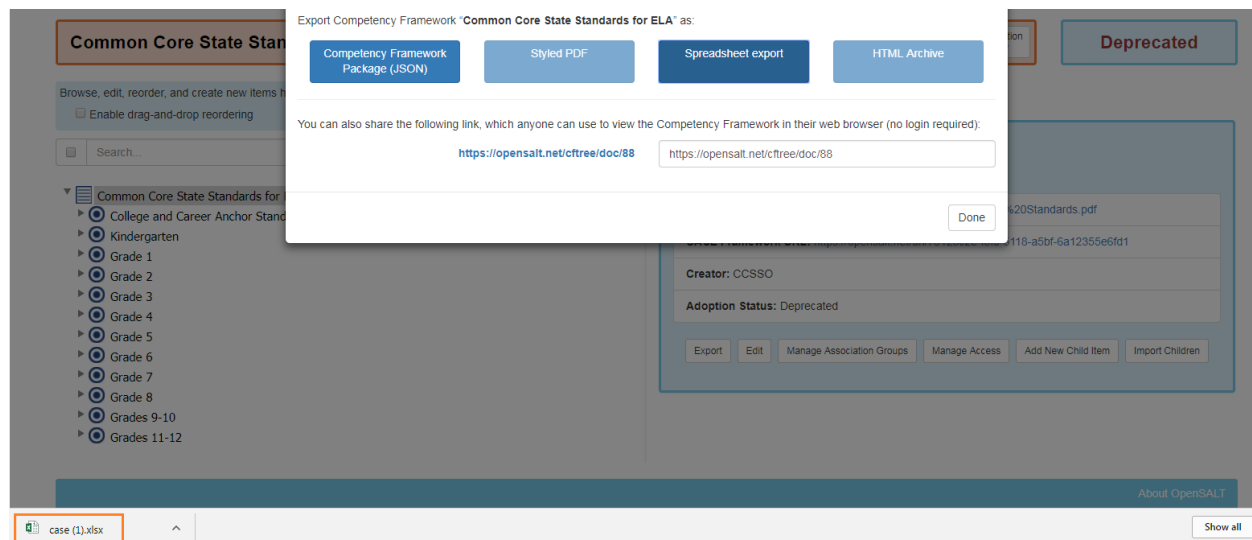 Export Competency Framework "Common Core State Standards for ELA" as:
Common Core State Stan
Competency Framework
Package (JSON)
Styled PDF
Spreadsheet export
HTML Archive
Deprecated
Browse, edit, reorder, and create new items h
Enable drag-and-drop reordering
You can also share the following link, which anyone can use to view the Competency Framework in their web browser (no login required):
Search...
https://opensalt.net/cftree/doc/88
https://opensalt.net/cftree/doc/88
Done
Common Core State Standards for
College and Career Anchor Stand
Kindergarten
Grade 1
Grade 2
Grade 3
Grade 4
Grade 5
Grade 6
Grade 7
Grade 8
Grades 9-10
Grades 11-12
%20Standards.pdf
118-a5bf-6a12355e6fd1
Creator: CCSSO
Adoption Status: Deprecated
Export Edit Manage Association Groups Manage Access Add New Child Item Import Children
About OpenSALT
case (1).xlsx
Show all